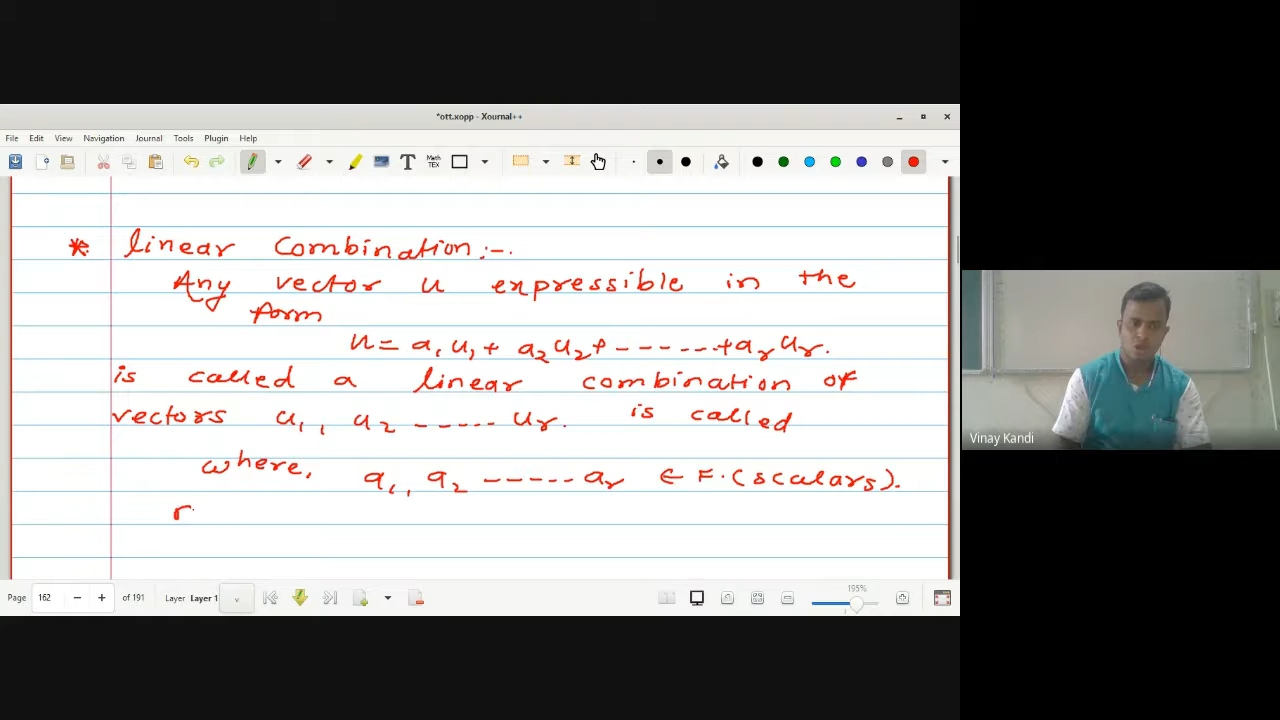 *ott.xopp - Xournal++
File Edit View Navigation Journal Tools Plugin Help
* linear Combination :-.
Any vector u expressible in the
form
u = a₁u₁ + a₂u₂ + ------ + aᵣuᵣ.
is called a linear combination of
vectors u₁, u₂ ------ uᵣ. is called
where, a₁, a₂ ------ aᵣ ∈ F. (scalars).
r
Vinay Kandi
Page 162 of 191 Layer Layer 1 195%